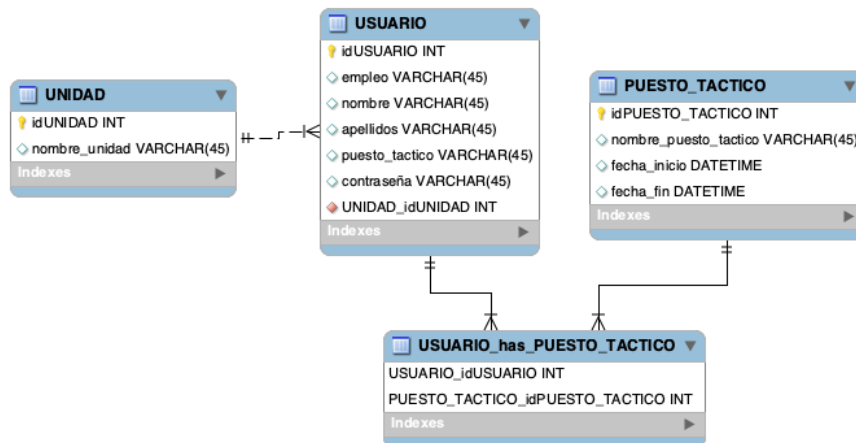 UNIDAD
idUNIDAD INT
nombre_unidad VARCHAR(45)
Indexes
USUARIO
idUSUARIO INT
empleo VARCHAR(45)
nombre VARCHAR(45)
apellidos VARCHAR(45)
puesto_tactico VARCHAR(45)
contraseña VARCHAR(45)
UNIDAD_idUNIDAD INT
Indexes
PUESTO_TACTICO
idPUESTO_TACTICO INT
nombre_puesto_tactico VARCHAR(45)
fecha_inicio DATETIME
fecha_fin DATETIME
Indexes
USUARIO_has_PUESTO_TACTICO
USUARIO_idUSUARIO INT
PUESTO_TACTICO_idPUESTO_TACTICO INT
Indexes